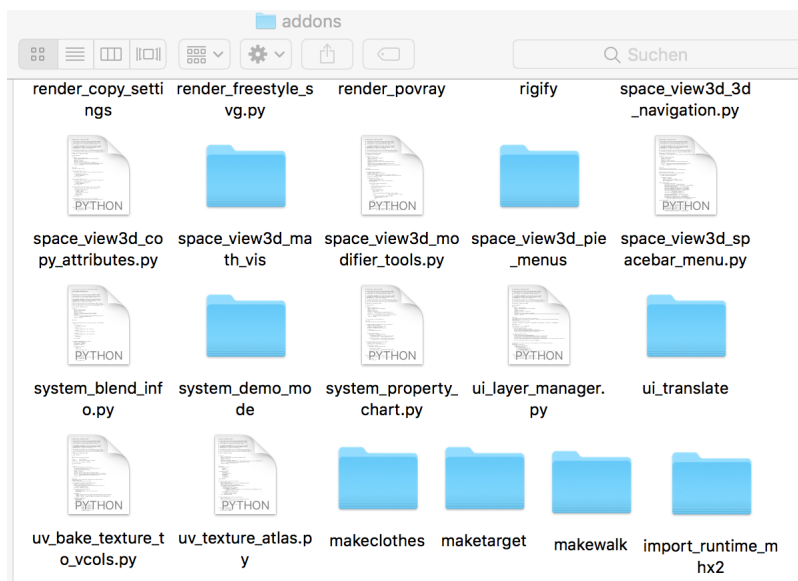 addons
Suchen
render_copy_setti
ngs
render_freestyle_s
vg.py
render_povray
rigify
space_view3d_3d
_navigation.py
PYTHON
PYTHON
PYTHON
space_view3d_co
py_attributes.py
space_view3d_ma
th_vis
space_view3d_mo
difier_tools.py
space_view3d_pie
_menus
space_view3d_sp
acebar_menu.py
PYTHON
PYTHON
PYTHON
system_blend_inf
o.py
system_demo_mo
de
system_property_
chart.py
ui_layer_manager.
py
ui_translate
PYTHON
PYTHON
uv_bake_texture_t
o_vcols.py
uv_texture_atlas.p
y
makeclothes
maketarget
makewalk
import_runtime_m
hx2